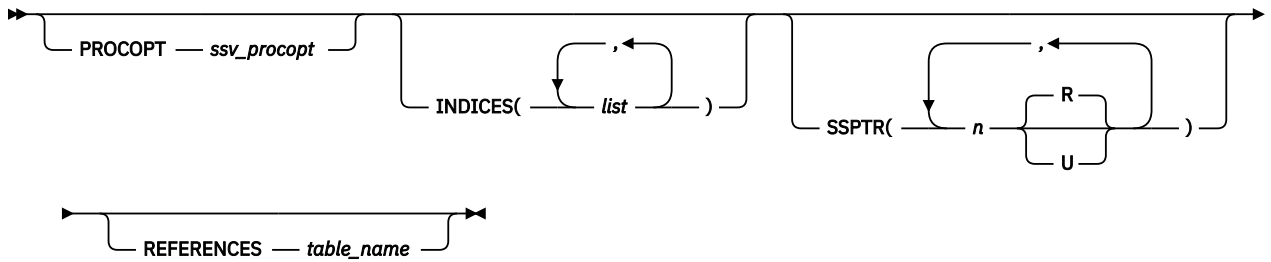 PROCOPT ssv_procopt
,
INDICES( list )
,
R
SSPTR( n )
U
REFERENCES table_name